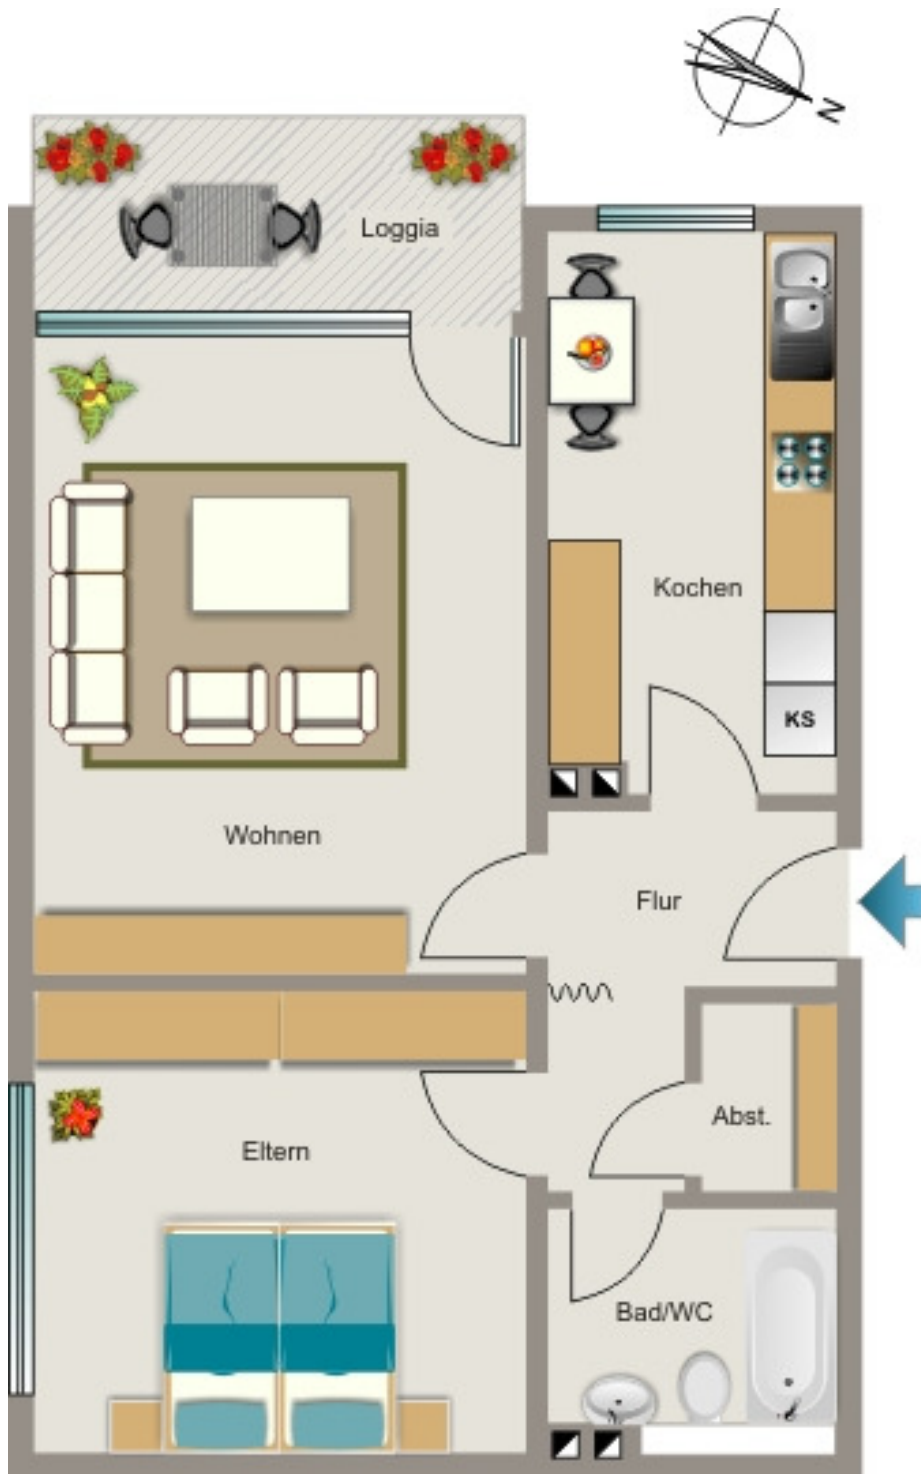 N
Loggia
Kochen
KS
Wohnen
Flur
Abst.
Eltern
Bad/WC